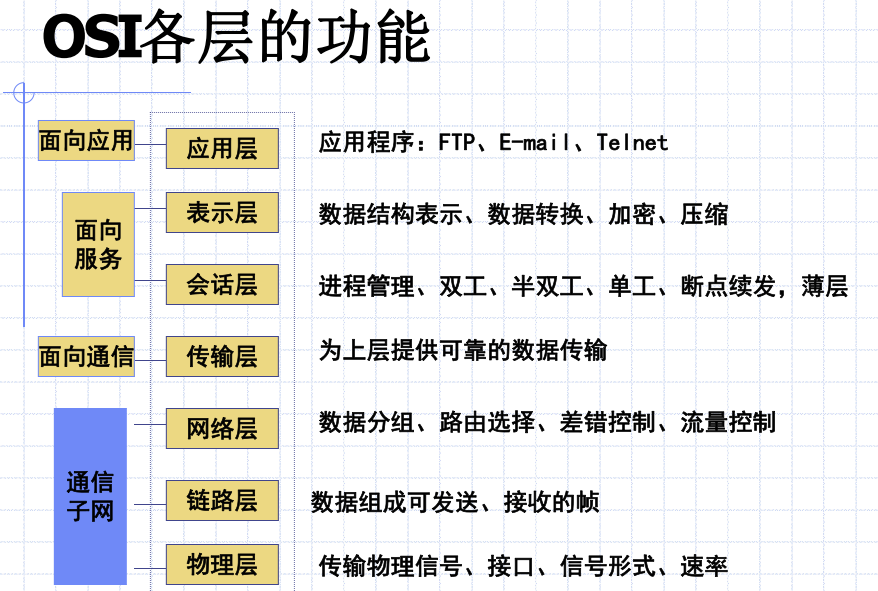 OSI各层的功能
面向应用
应用层
应用程序：FTP、E-mail、Telnet
面向
服务
表示层
数据结构表示、数据转换、加密、压缩
会话层
进程管理、双工、半双工、单工、断点续发，薄层
面向通信
传输层
为上层提供可靠的数据传输
通信
子网
网络层
数据分组、路由选择、差错控制、流量控制
链路层
数据组成可发送、接收的帧
物理层
传输物理信号、接口、信号形式、速率